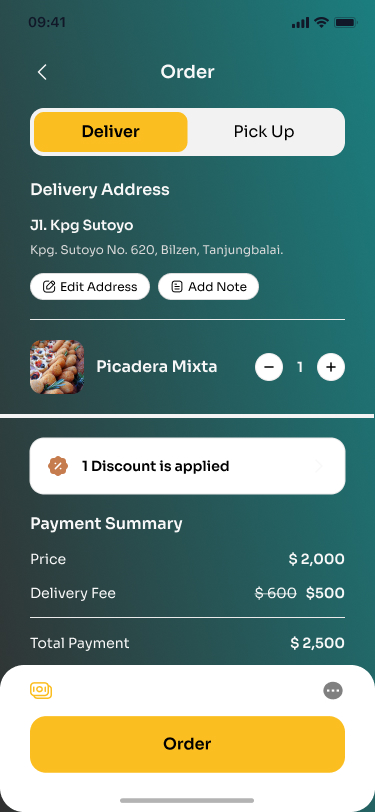 09:41
Order
Deliver
Pick Up
Delivery Address
Jl. Kpg Sutoyo
Kpg. Sutoyo No. 620, Bilzen, Tanjungbalai.
Edit Address
Add Note
Picadera Mixta
1
1 Discount is applied
Payment Summary
Price
$ 2,000
Delivery Fee
$ 600 $500
Total Payment
$ 2,500
Order